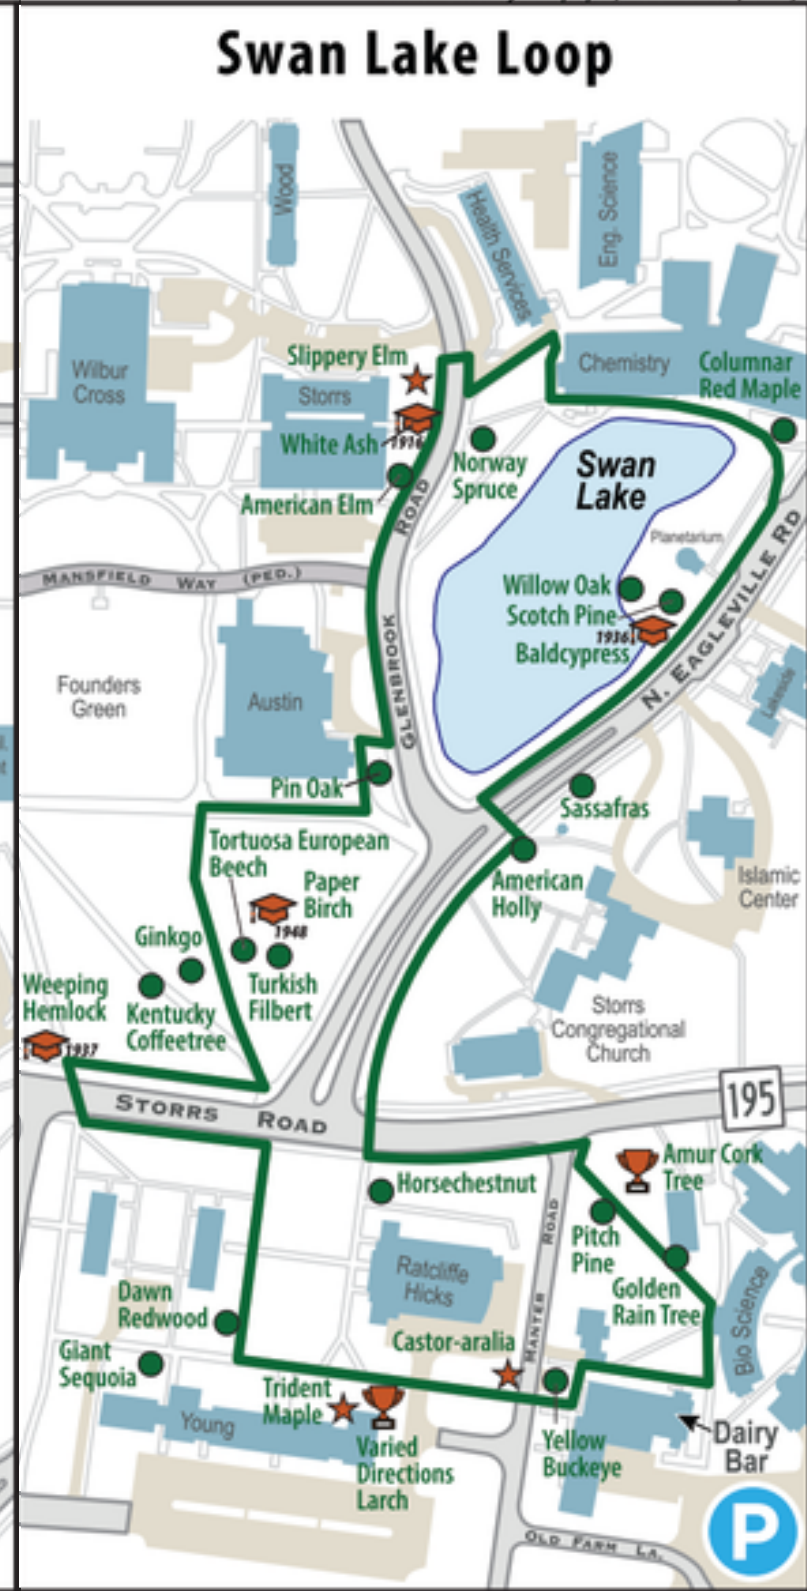 Swan Lake Loop
Wood
Health Services
Eng. Science
Wilbur
Cross
Slippery Elm
Storrs
White Ash
1916
American Elm
Chemistry
Columnar
Red Maple
Norway
Spruce
Swan
Lake
Planetarium
ROAD
MANSFIELD WAY (PED.)
Willow Oak
Scotch Pine
1936
Baldcypress
N. EAGLEVILLE RD
GLENBROOK
Founders
Green
Austin
Lakeside
Pin Oak
Sassafras
Tortuosa European
Beech
Paper
Birch
1948
American
Holly
Islamic
Center
Ginkgo
Weeping
Hemlock
1937
Kentucky
Coffeetree
Turkish
Filbert
Storrs
Congregational
Church
STORRS ROAD
195
Horsechestnut
Amur Cork
Tree
Pitch
Pine
Ratcliffe
Hicks
MANTER ROAD
Golden
Rain Tree
Bio Science
Dawn
Redwood
Giant
Sequoia
Castor-aralia
Trident
Maple
Young
Varied
Directions
Larch
Yellow
Buckeye
Dairy
Bar
P
OLD FARM LA.